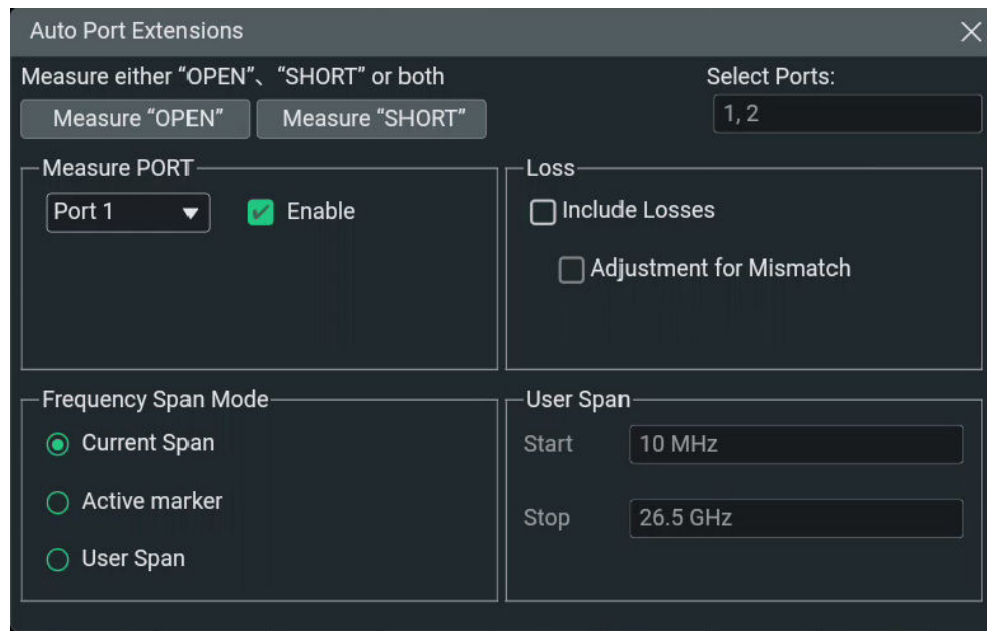 Auto Port Extensions
Measure either “OPEN”、“SHORT” or both
Select Ports:
Measure “OPEN”
Measure “SHORT”
1, 2
Measure PORT
Port 1
Enable
Loss
Include Losses
Adjustment for Mismatch
Frequency Span Mode
Current Span
Active marker
User Span
User Span
Start
10 MHz
Stop
26.5 GHz